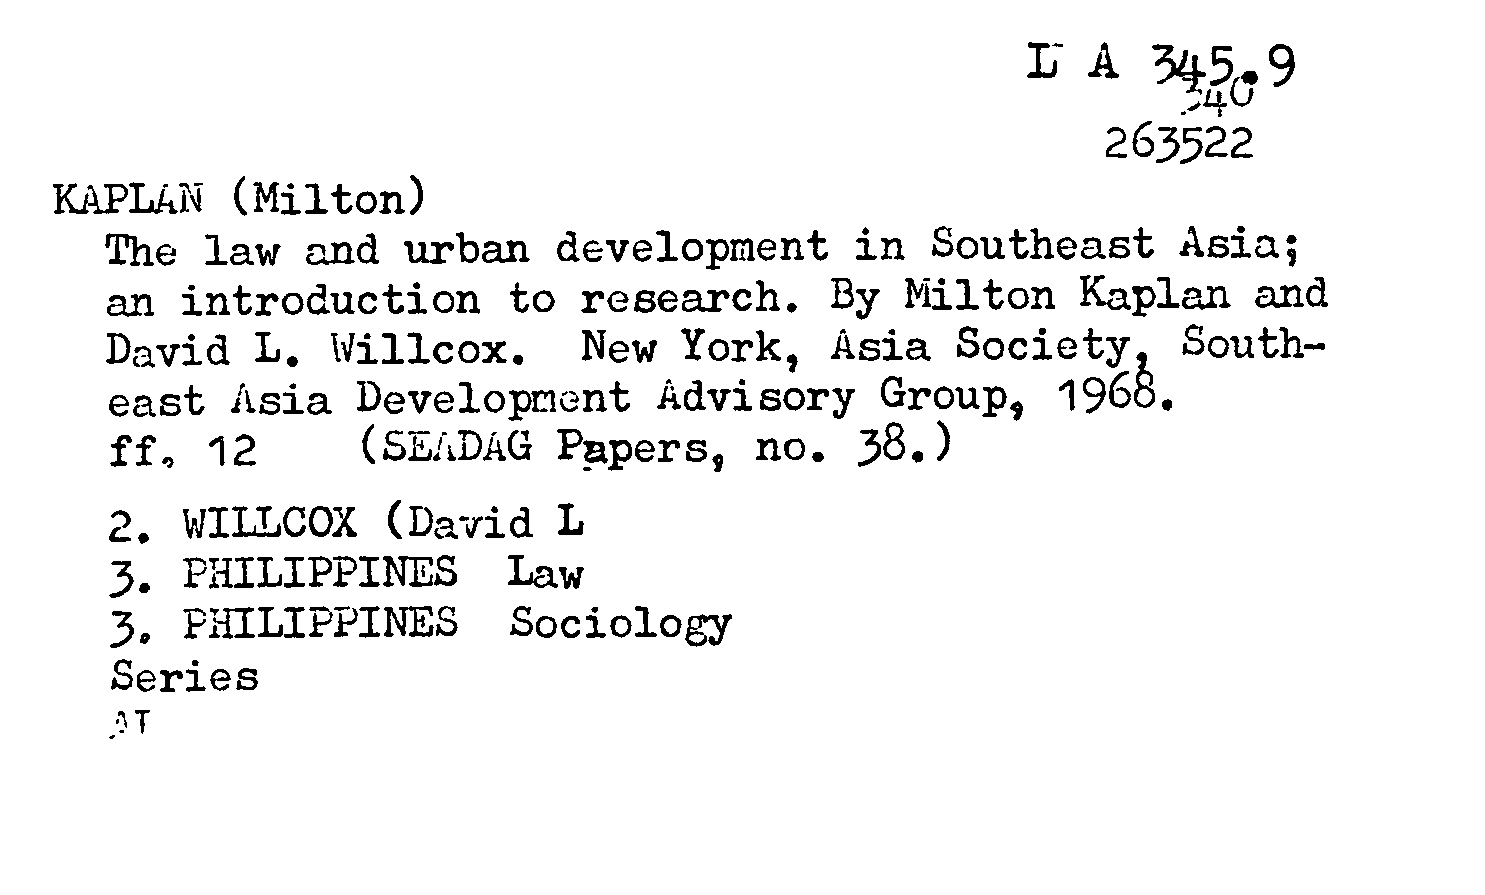 L A 345.9
340
263522
KAPLAN (Milton)
The law and urban development in Southeast Asia;
an introduction to research. By Milton Kaplan and
David L. Willcox. New York, Asia Society, South-
east Asia Development Advisory Group, 1968.
ff. 12 (SEADAG Papers, no. 38.)
2. WILLCOX (David L
3. PHILIPPINES Law
3. PHILIPPINES Sociology
Series